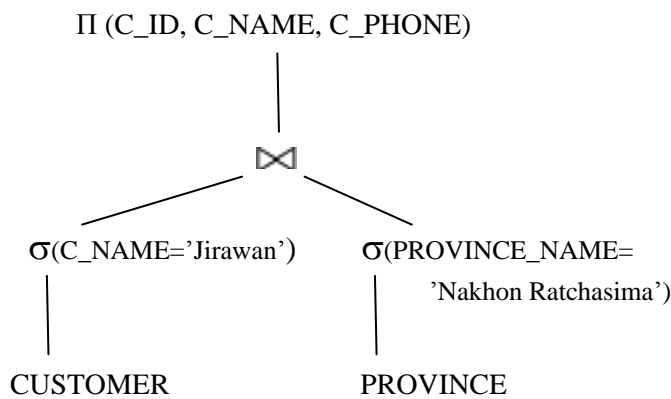 Π (C_ID, C_NAME, C_PHONE)
⋈
σ(C_NAME=’Jirawan’)
σ(PROVINCE_NAME=
’Nakhon Ratchasima’)
CUSTOMER
PROVINCE